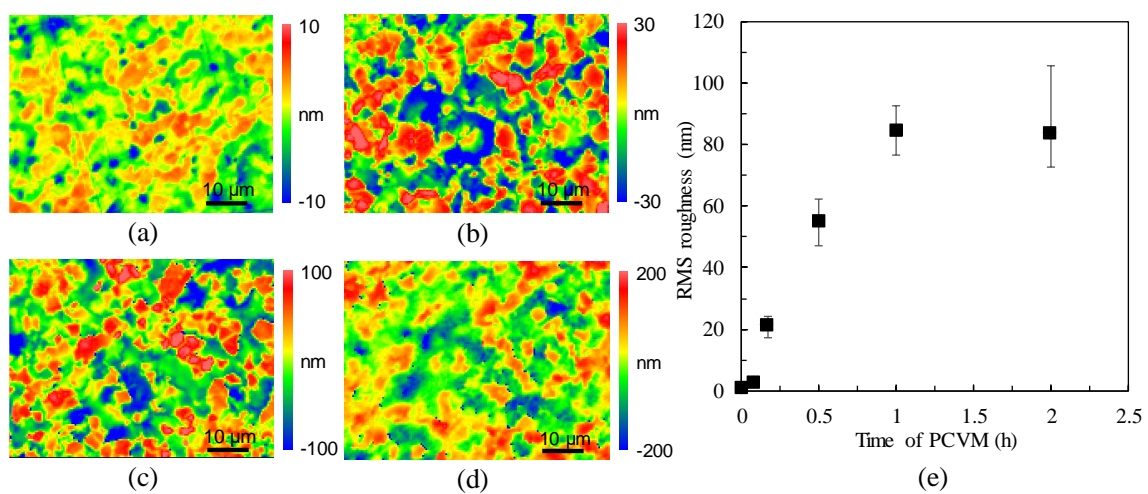 10
nm
-10
10 µm
(a)
30
nm
-30
10 µm
(b)
100
nm
-100
10 µm
(c)
200
nm
-200
10 µm
(d)
RMS roughness (nm)
120
100
80
60
40
20
0
0
0.5
1
1.5
2
2.5
Time of PCVM (h)
(e)